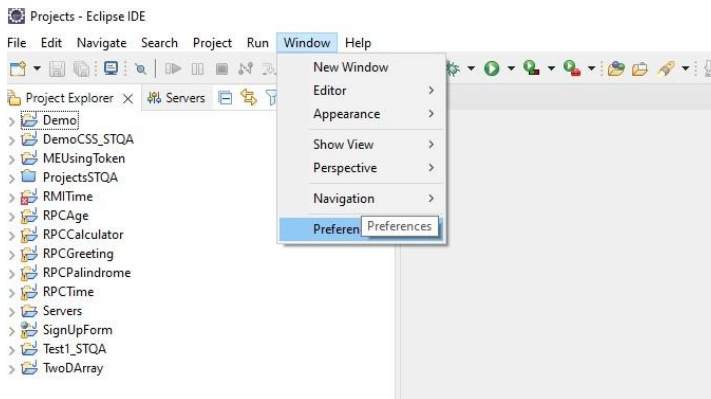 Projects - Eclipse IDE
File Edit Navigate Search Project Run Window Help
New Window
Editor
Appearance
Show View
Perspective
Navigation
Preferen
Preferences
Project Explorer
Servers
Demo
DemoCSS_STQA
MEUsingToken
ProjectsSTQA
RMITime
RPCAge
RPCCalculator
RPCGreeting
RPCPalindrome
RPCTime
Servers
SignUpForm
Test1_STQA
TwoDArray